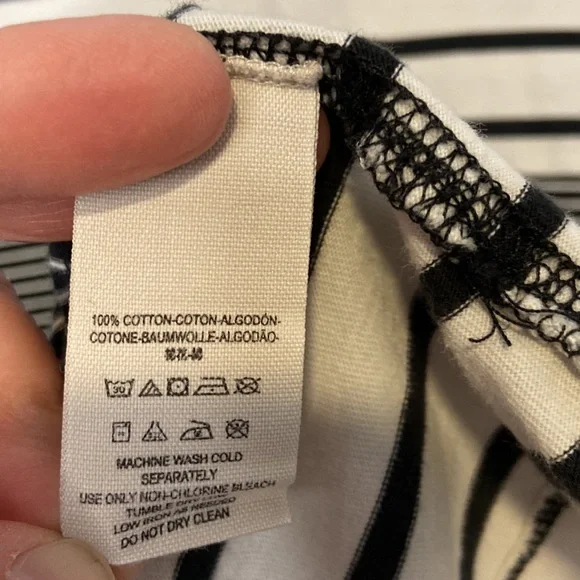 100% COTTON-COTON-ALGODÓN-
COTONE-BAUMWOLLE-ALGODÃO-
30
MACHINE WASH COLD
SEPARATELY
USE ONLY NON-CHLORINE BLEACH
TUMBLE DRY LOW
LOW IRON AS NEEDED
DO NOT DRY CLEAN